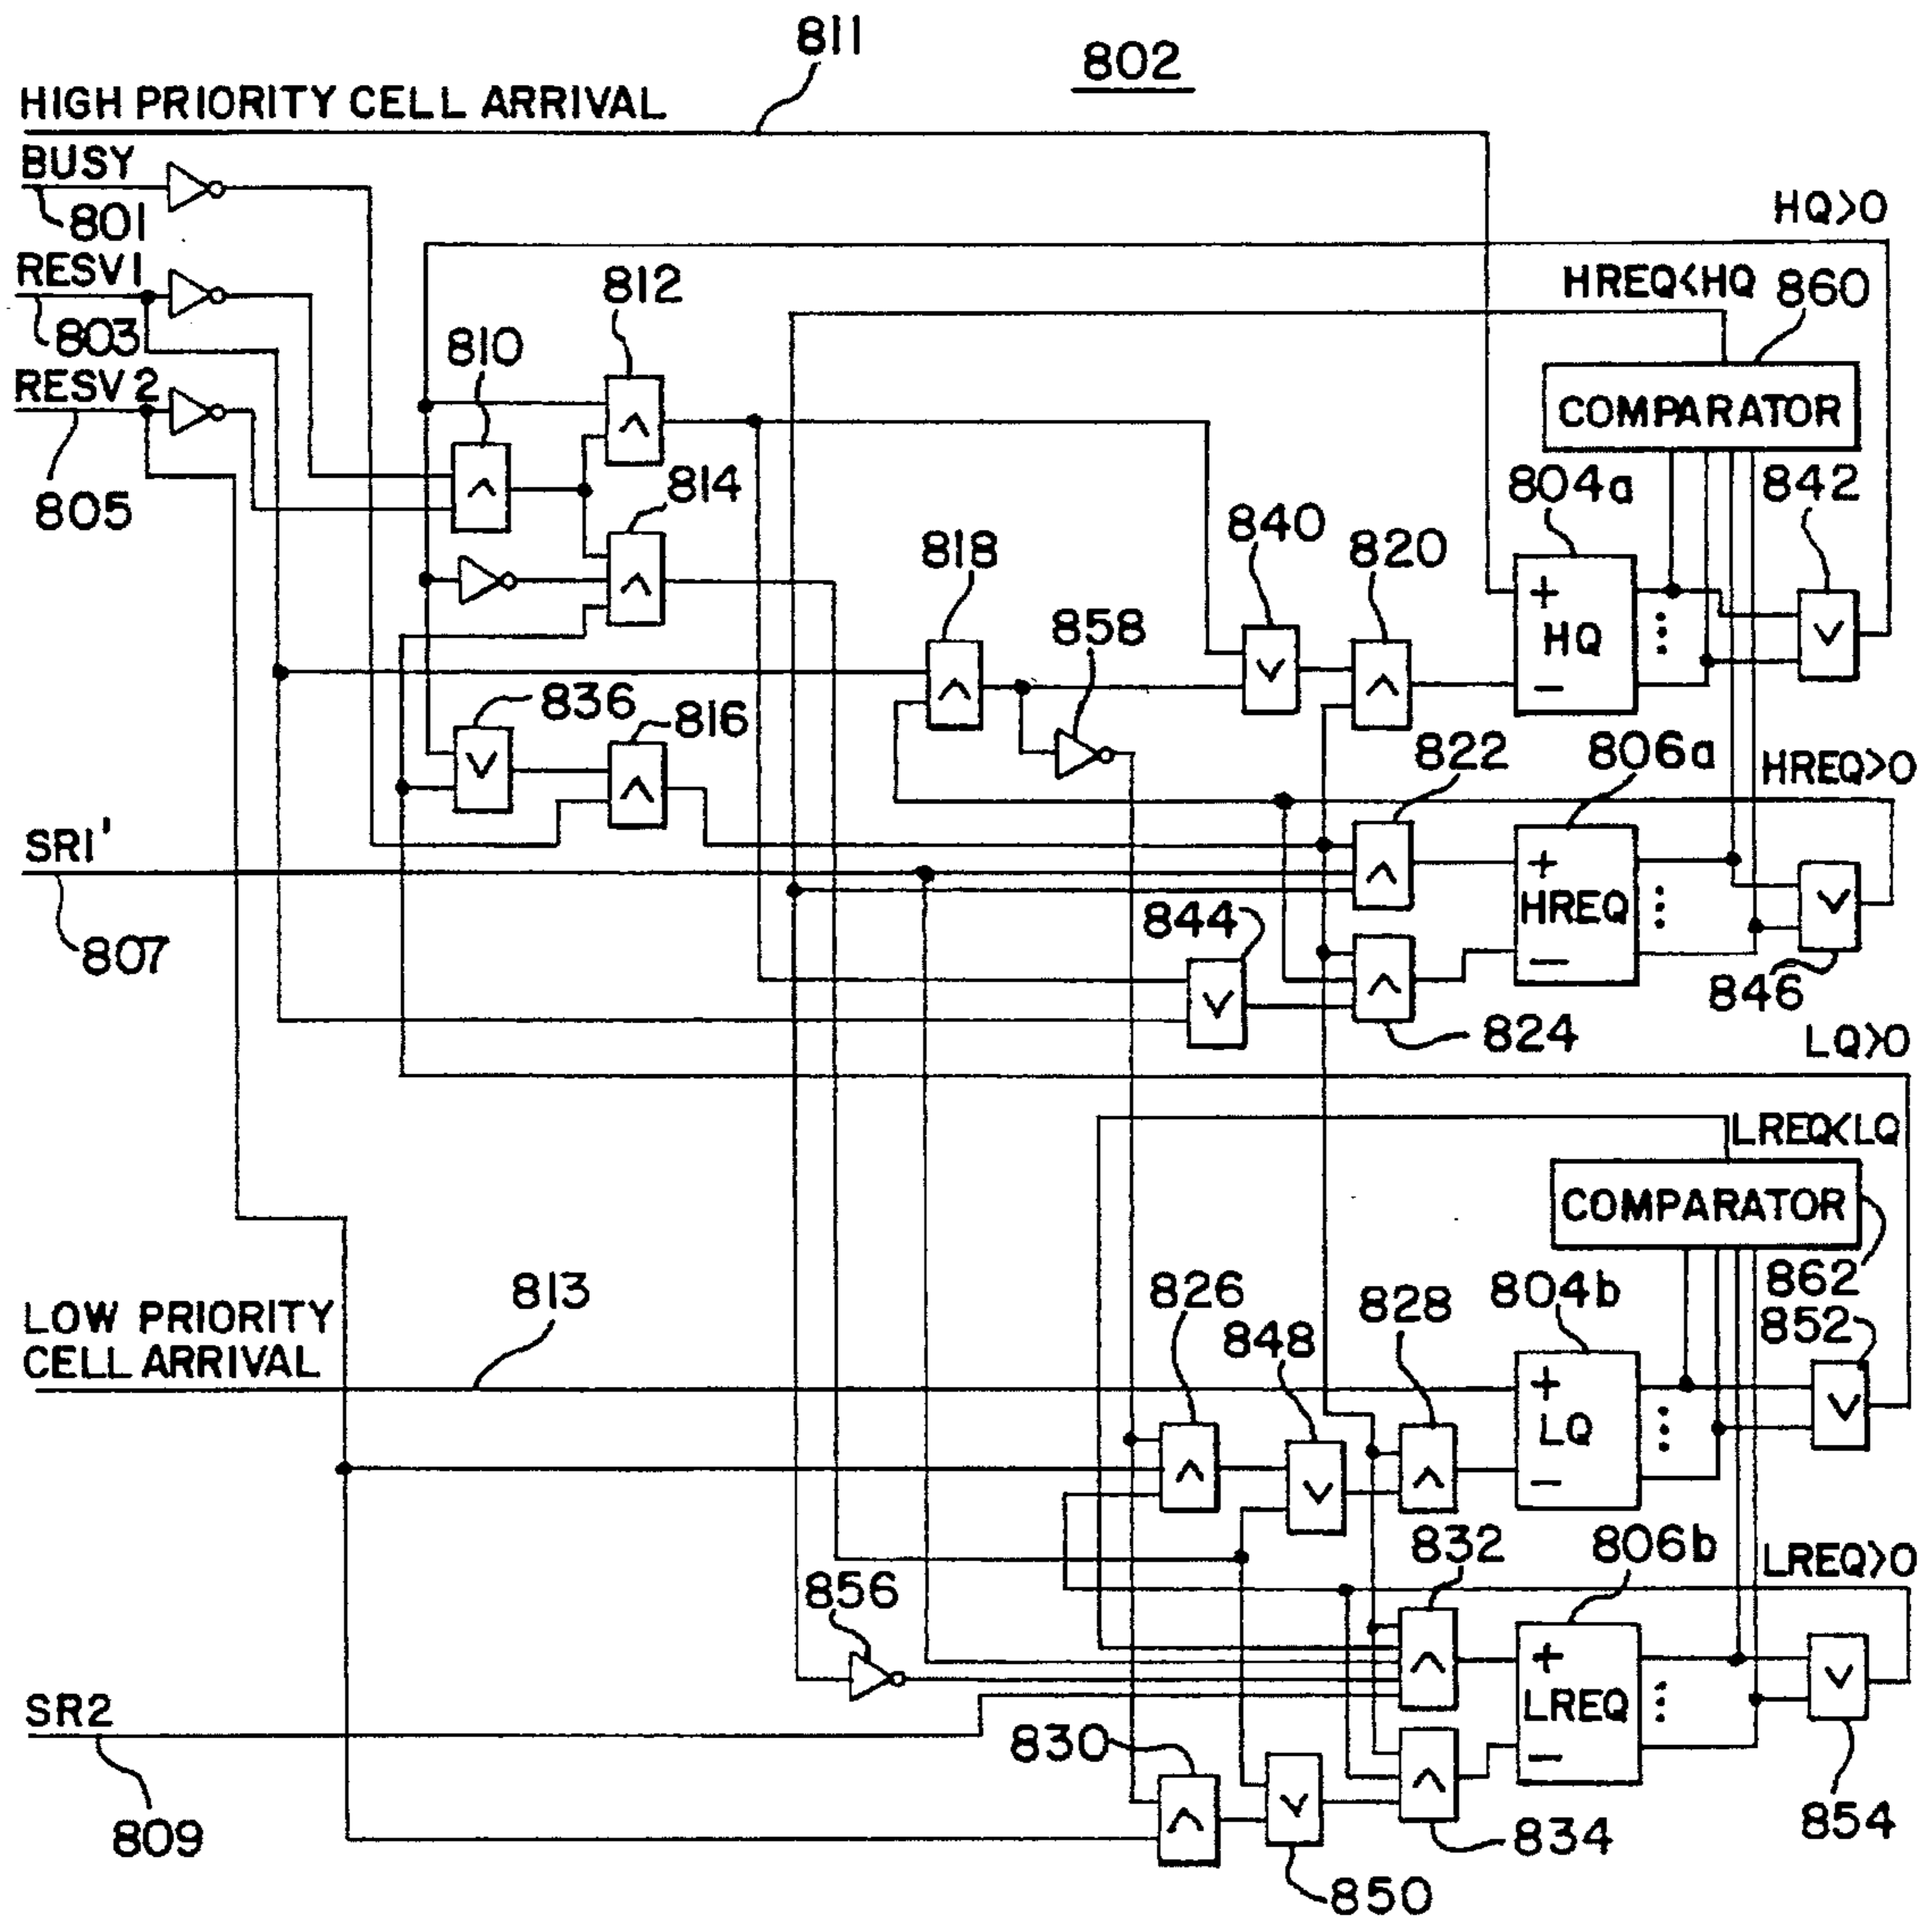 811
802
HIGH PRIORITY CELL ARRIVAL
BUSY
801
HQ>0
RESV1
803
812
HREQ<HQ
860
810
RESV2
805
COMPARATOR
814
804a
842
818
840
820
858
+
HQ
−
836
816
822
806a
HREQ>0
SR1'
807
+
HREQ
−
844
824
846
LQ>0
LREQ<LQ
COMPARATOR
862
LOW PRIORITY
CELL ARRIVAL
813
826
848
828
804b
852
+
LQ
−
832
806b
LREQ>0
856
+
LREQ
−
SR2
809
830
834
854
850